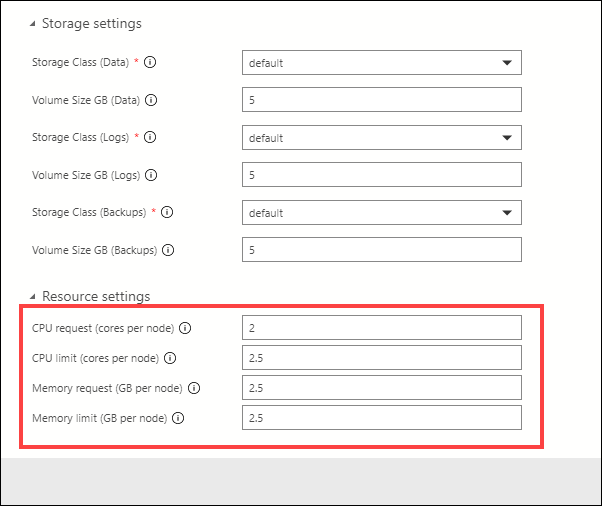 Storage settings
Storage Class (Data) * default
Volume Size GB (Data) 5
Storage Class (Logs) * default
Volume Size GB (Logs) 5
Storage Class (Backups) * default
Volume Size GB (Backups) 5
Resource settings
CPU request (cores per node) 2
CPU limit (cores per node) 2.5
Memory request (GB per node) 2.5
Memory limit (GB per node) 2.5